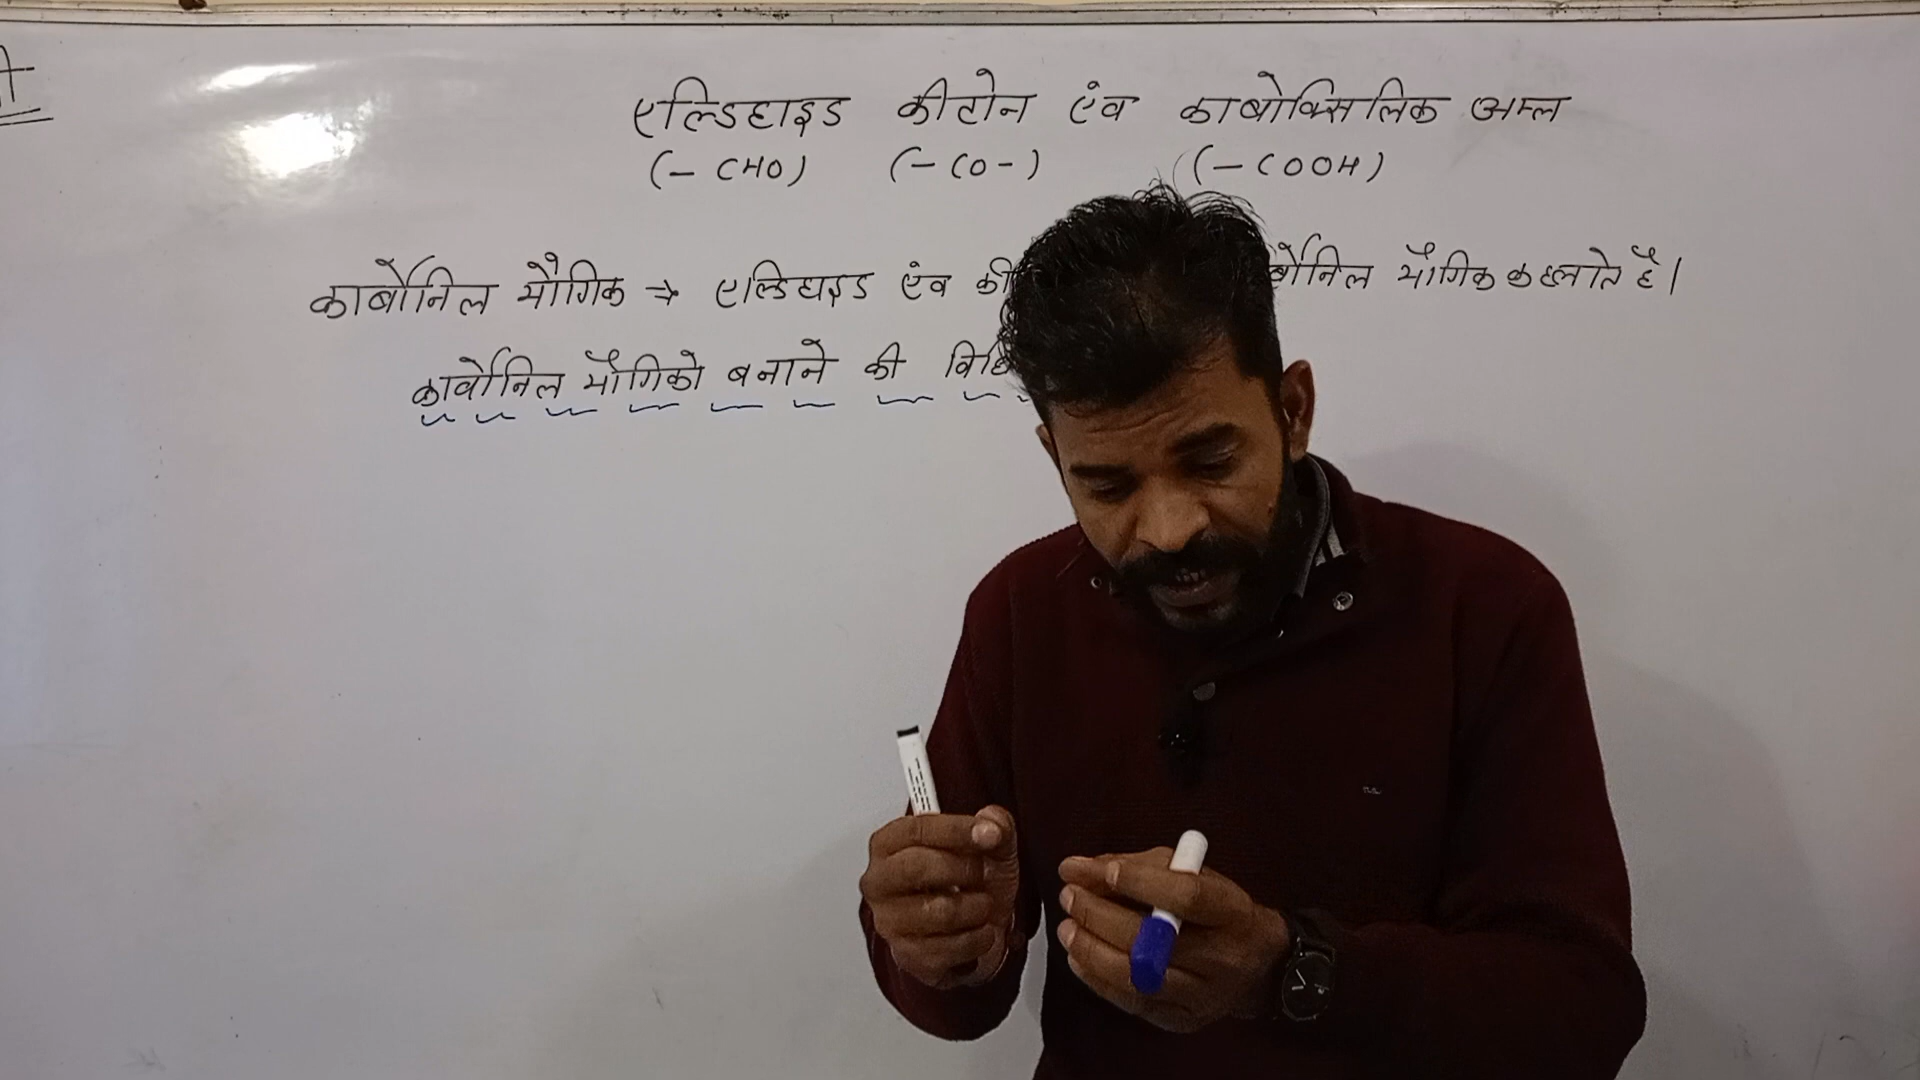 एल्डिहाइड कीटोन एंव कार्बोक्सिलिक अम्ल
(- CHO) (- CO -) (- COOH)
कार्बोनिल यौगिक ⇒ एल्डिहाइड एंव यौगिक कहलाते है।
कार्बोनिल यौगिको बनाने की